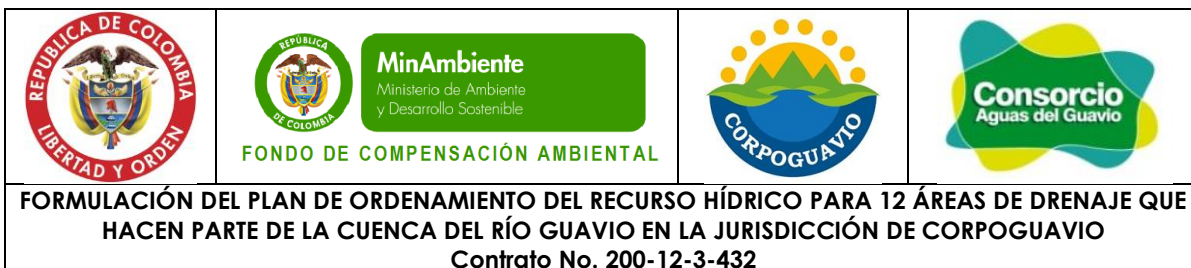 REPUBLICA DE COLOMBIA
LIBERTAD Y ORDEN
REPÚBLICA
DE COLOMBIA
MinAmbiente
Ministerio de Ambiente
y Desarrollo Sostenible
FONDO DE COMPENSACIÓN AMBIENTAL
CORPOGUAVIO
Consorcio
Aguas del Guavio
FORMULACIÓN DEL PLAN DE ORDENAMIENTO DEL RECURSO HÍDRICO PARA 12 ÁREAS DE DRENAJE QUE
HACEN PARTE DE LA CUENCA DEL RÍO GUAVIO EN LA JURISDICCIÓN DE CORPOGUAVIO
Contrato No. 200-12-3-432